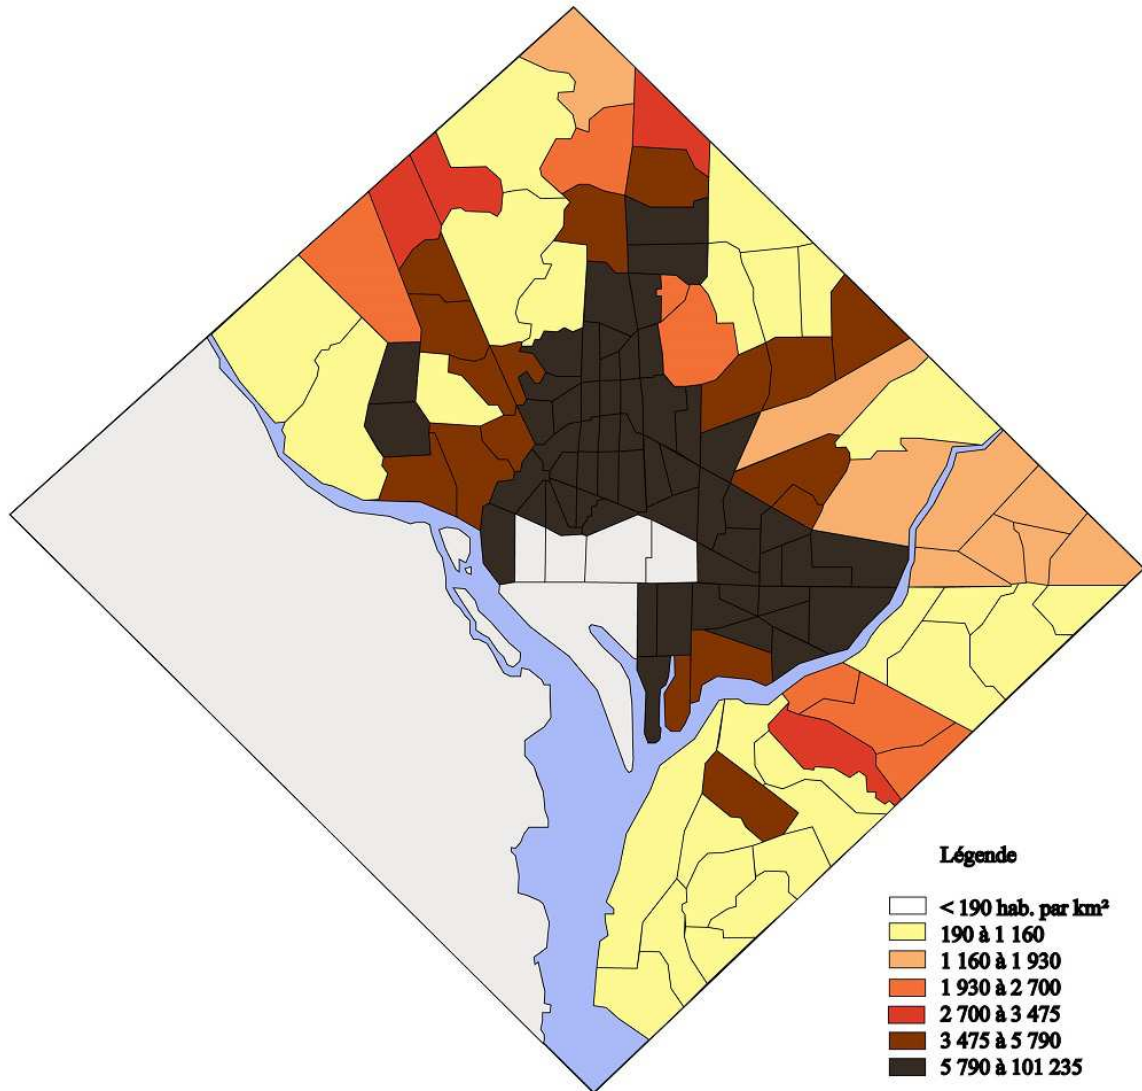 Légende
< 190 hab. par km²
190 à 1 160
1 160 à 1 930
1 930 à 2 700
2 700 à 3 475
3 475 à 5 790
5 790 à 101 235